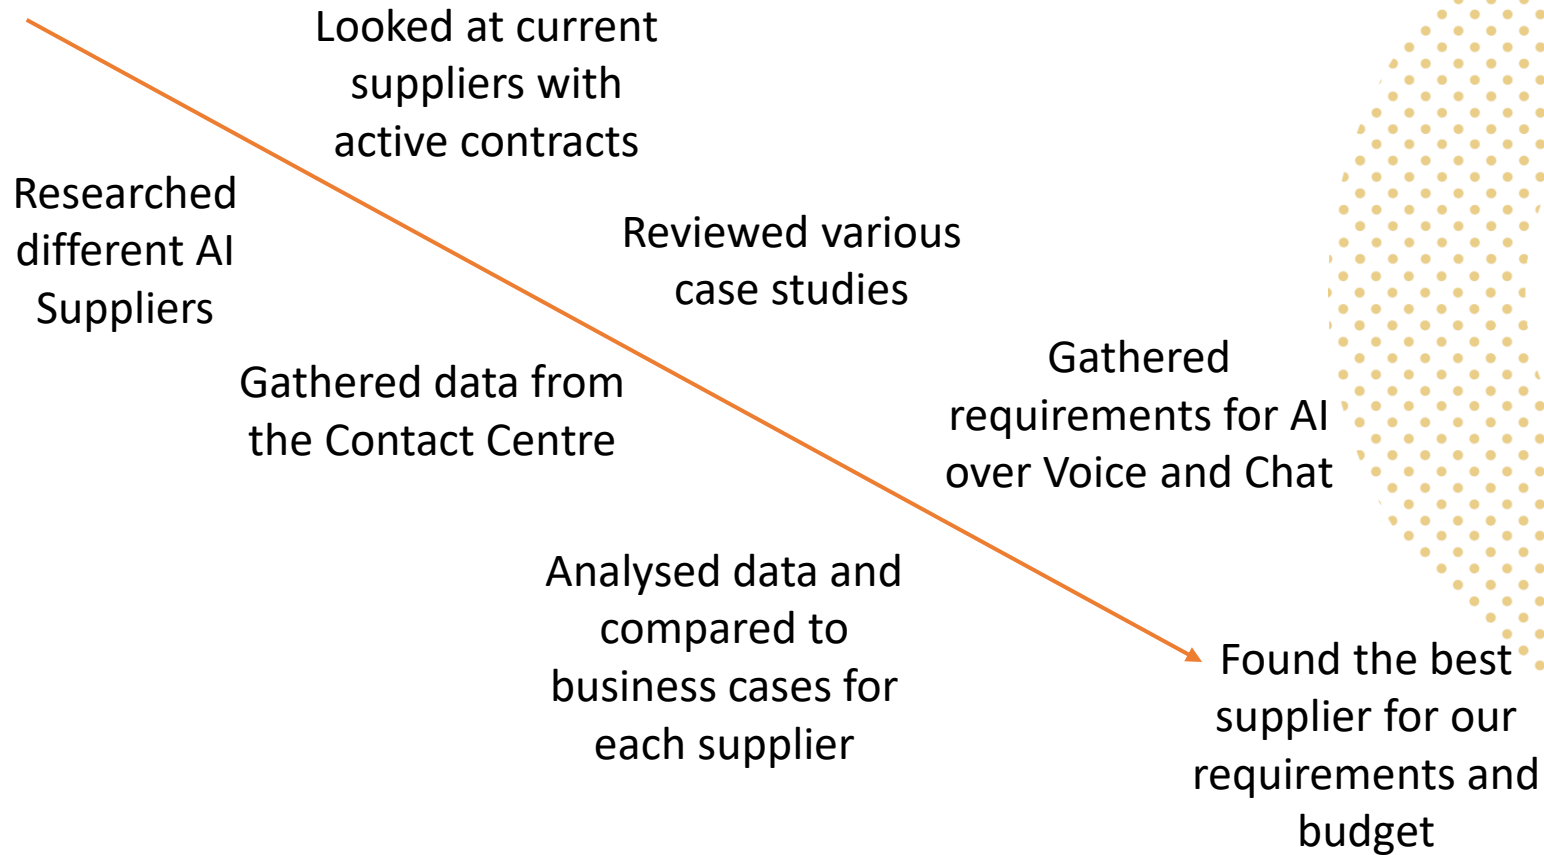 Looked at current
suppliers with
active contracts
Researched
different AI
Suppliers
Reviewed various
case studies
Gathered data from
the Contact Centre
Gathered
requirements for AI
over Voice and Chat
Analysed data and
compared to
business cases for
each supplier
Found the best
supplier for our
requirements and
budget